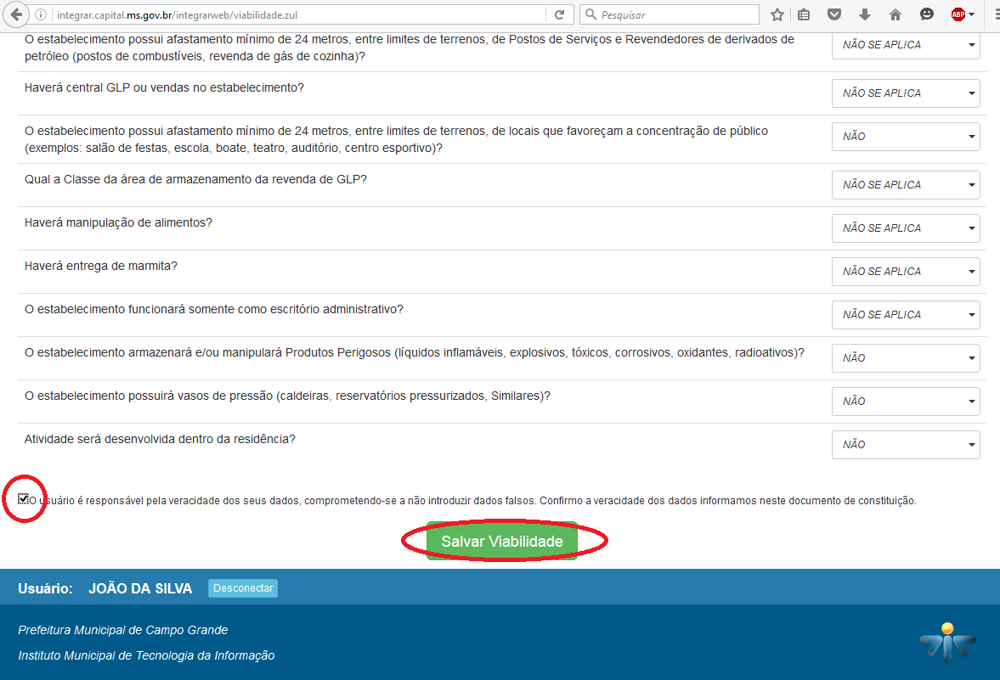 integrar.capital.ms.gov.br/integrarweb/viabilidade.zul
Pesquisar
ABP
O estabelecimento possui afastamento mínimo de 24 metros, entre limites de terrenos, de Postos de Serviços e Revendedores de derivados de
petróleo (postos de combustíveis, revenda de gás de cozinha)?
NÃO SE APLICA
Haverá central GLP ou vendas no estabelecimento?
NÃO SE APLICA
O estabelecimento possui afastamento mínimo de 24 metros, entre limites de terrenos, de locais que favoreçam a concentração de público
(exemplos: salão de festas, escola, boate, teatro, auditório, centro esportivo)?
NÃO
Qual a Classe da área de armazenamento da revenda de GLP?
NÃO SE APLICA
Haverá manipulação de alimentos?
NÃO SE APLICA
Haverá entrega de marmita?
NÃO SE APLICA
O estabelecimento funcionará somente como escritório administrativo?
NÃO SE APLICA
O estabelecimento armazenará e/ou manipulará Produtos Perigosos (líquidos inflamáveis, explosivos, tóxicos, corrosivos, oxidantes, radioativos)?
NÃO
O estabelecimento possuirá vasos de pressão (caldeiras, reservatórios pressurizados, Similares)?
NÃO
Atividade será desenvolvida dentro da residência?
NÃO
O usuário é responsável pela veracidade dos seus dados, comprometendo-se a não introduzir dados falsos. Confirmo a veracidade dos dados informamos neste documento de constituição.
Salvar Viabilidade
Usuário: JOÃO DA SILVA Desconectar
Prefeitura Municipal de Campo Grande
Instituto Municipal de Tecnologia da Informação